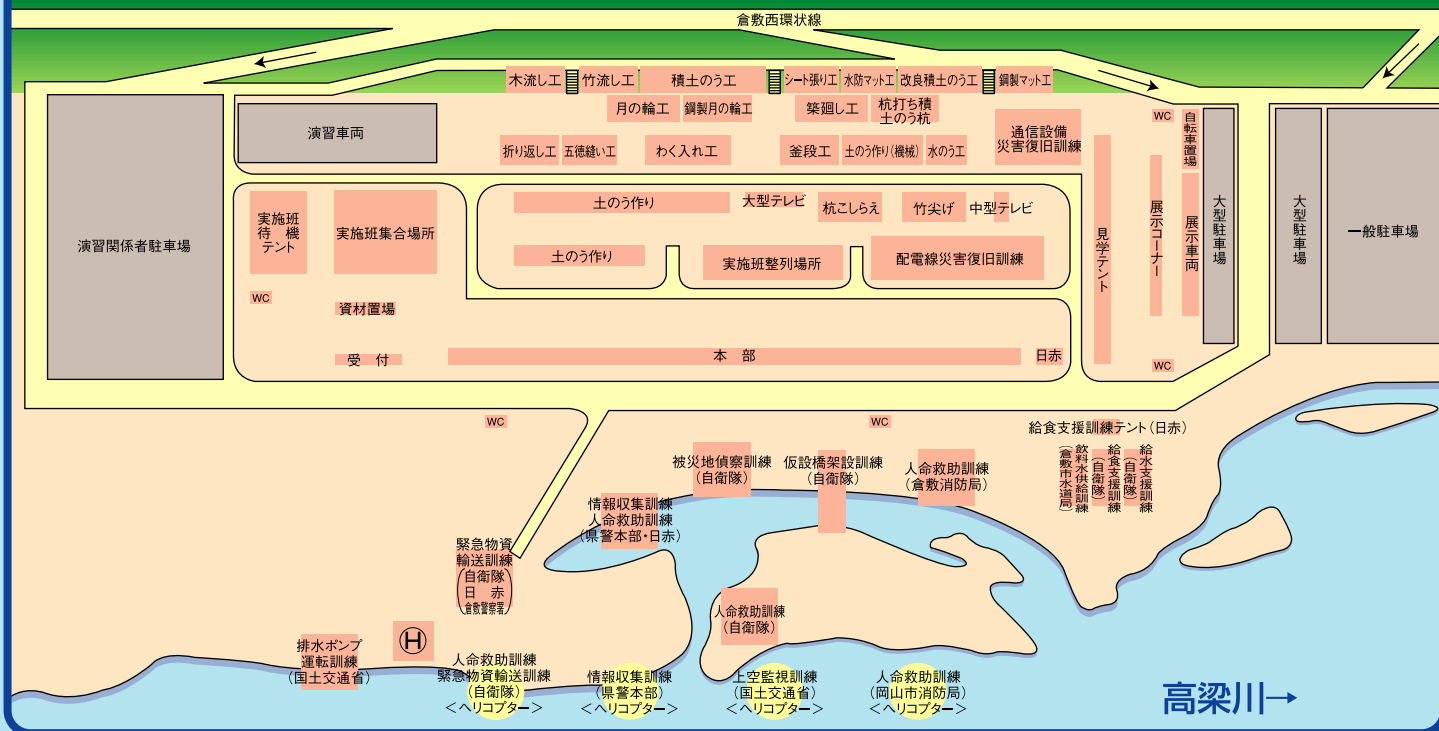 倉敷西環状線
木流し工
竹流し工
積土のう工
シート張り工
水防マット工
改良積土のう工
鋼製マット工
月の輪工
鋼製月の輪工
築廻し工
杭打ち積
土のう杭
折り返し工
五徳縫い工
わく入れ工
釜段工
土のう作り(機械)
水のう工
通信設備
災害復旧訓練
WC
自転車置場
演習車両
演習関係者駐車場
実施班
待 機
テント
実施班集合場所
土のう作り
大型テレビ
杭こしらえ
竹尖げ
中型テレビ
土のう作り
実施班整列場所
配電線災害復旧訓練
見学テント
展示コーナー
展示車両
大型駐車場
大型駐車場
一般駐車場
WC
資材置場
受 付
本 部
日赤
WC
WC
WC
給食支援訓練テント(日赤)
飲料水供給訓練
(倉敷市水道局)
給食支援訓練
(自衛隊)
給水支援訓練
(自衛隊)
被災地偵察訓練
(自衛隊)
仮設橋架設訓練
(自衛隊)
人命救助訓練
(倉敷消防局)
情報収集訓練
人命救助訓練
(県警本部・日赤)
緊急物資
輸送訓練
(自衛隊
日 赤
倉敷警察署)
人命救助訓練
(自衛隊)
H
排水ポンプ
運転訓練
(国土交通省)
人命救助訓練
緊急物資輸送訓練
(自衛隊)
<ヘリコプター>
情報収集訓練
(県警本部)
<ヘリコプター>
上空監視訓練
(国土交通省)
<ヘリコプター>
人命救助訓練
(岡山市消防局)
<ヘリコプター>
高梁川→